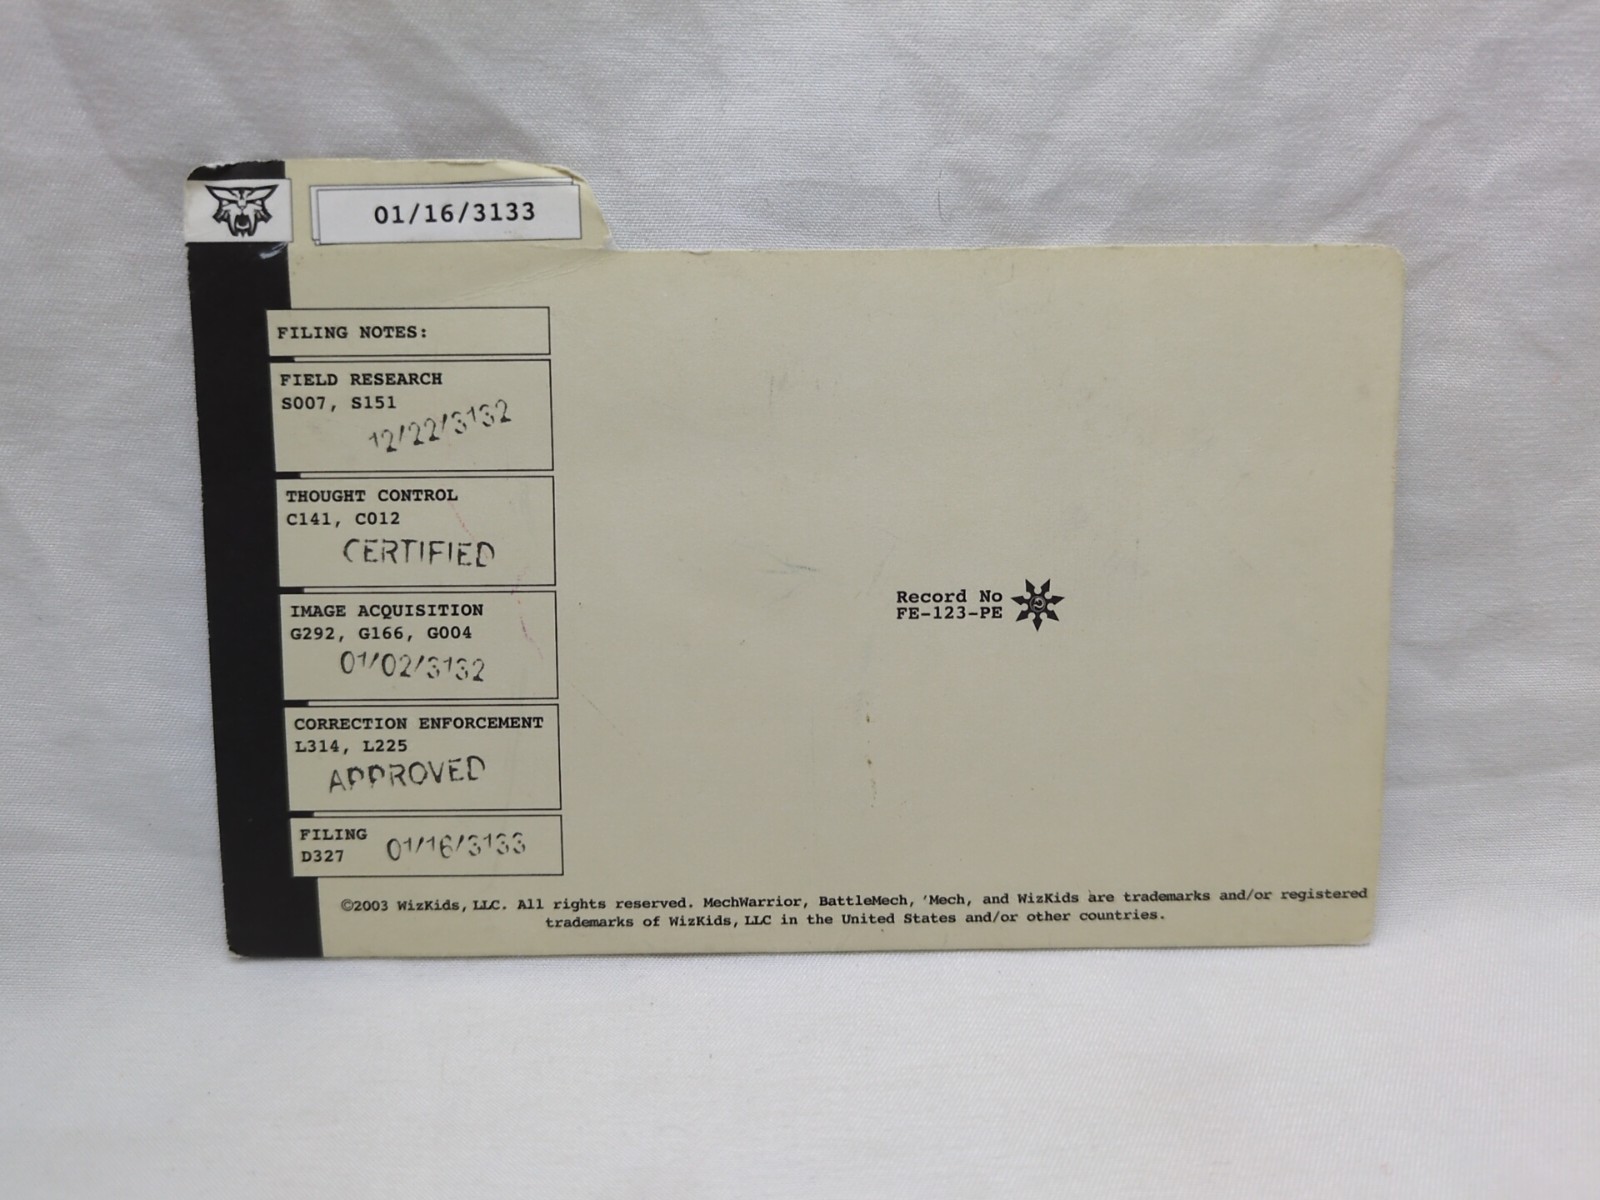 01/16/3133
FILING NOTES:
FIELD RESEARCH
S007, S151
12/22/3132
THOUGHT CONTROL
C141, C012
CERTIFIED
IMAGE ACQUISITION
G292, G166, G004
01/02/3132
CORRECTION ENFORCEMENT
L314, L225
APPROVED
FILING
D327
01/16/3133
Record No
FE-123-PE
©2003 WizKids, LLC. All rights reserved. MechWarrior, BattleMech, 'Mech, and WizKids are trademarks and/or registered
trademarks of WizKids, LLC in the United States and/or other countries.